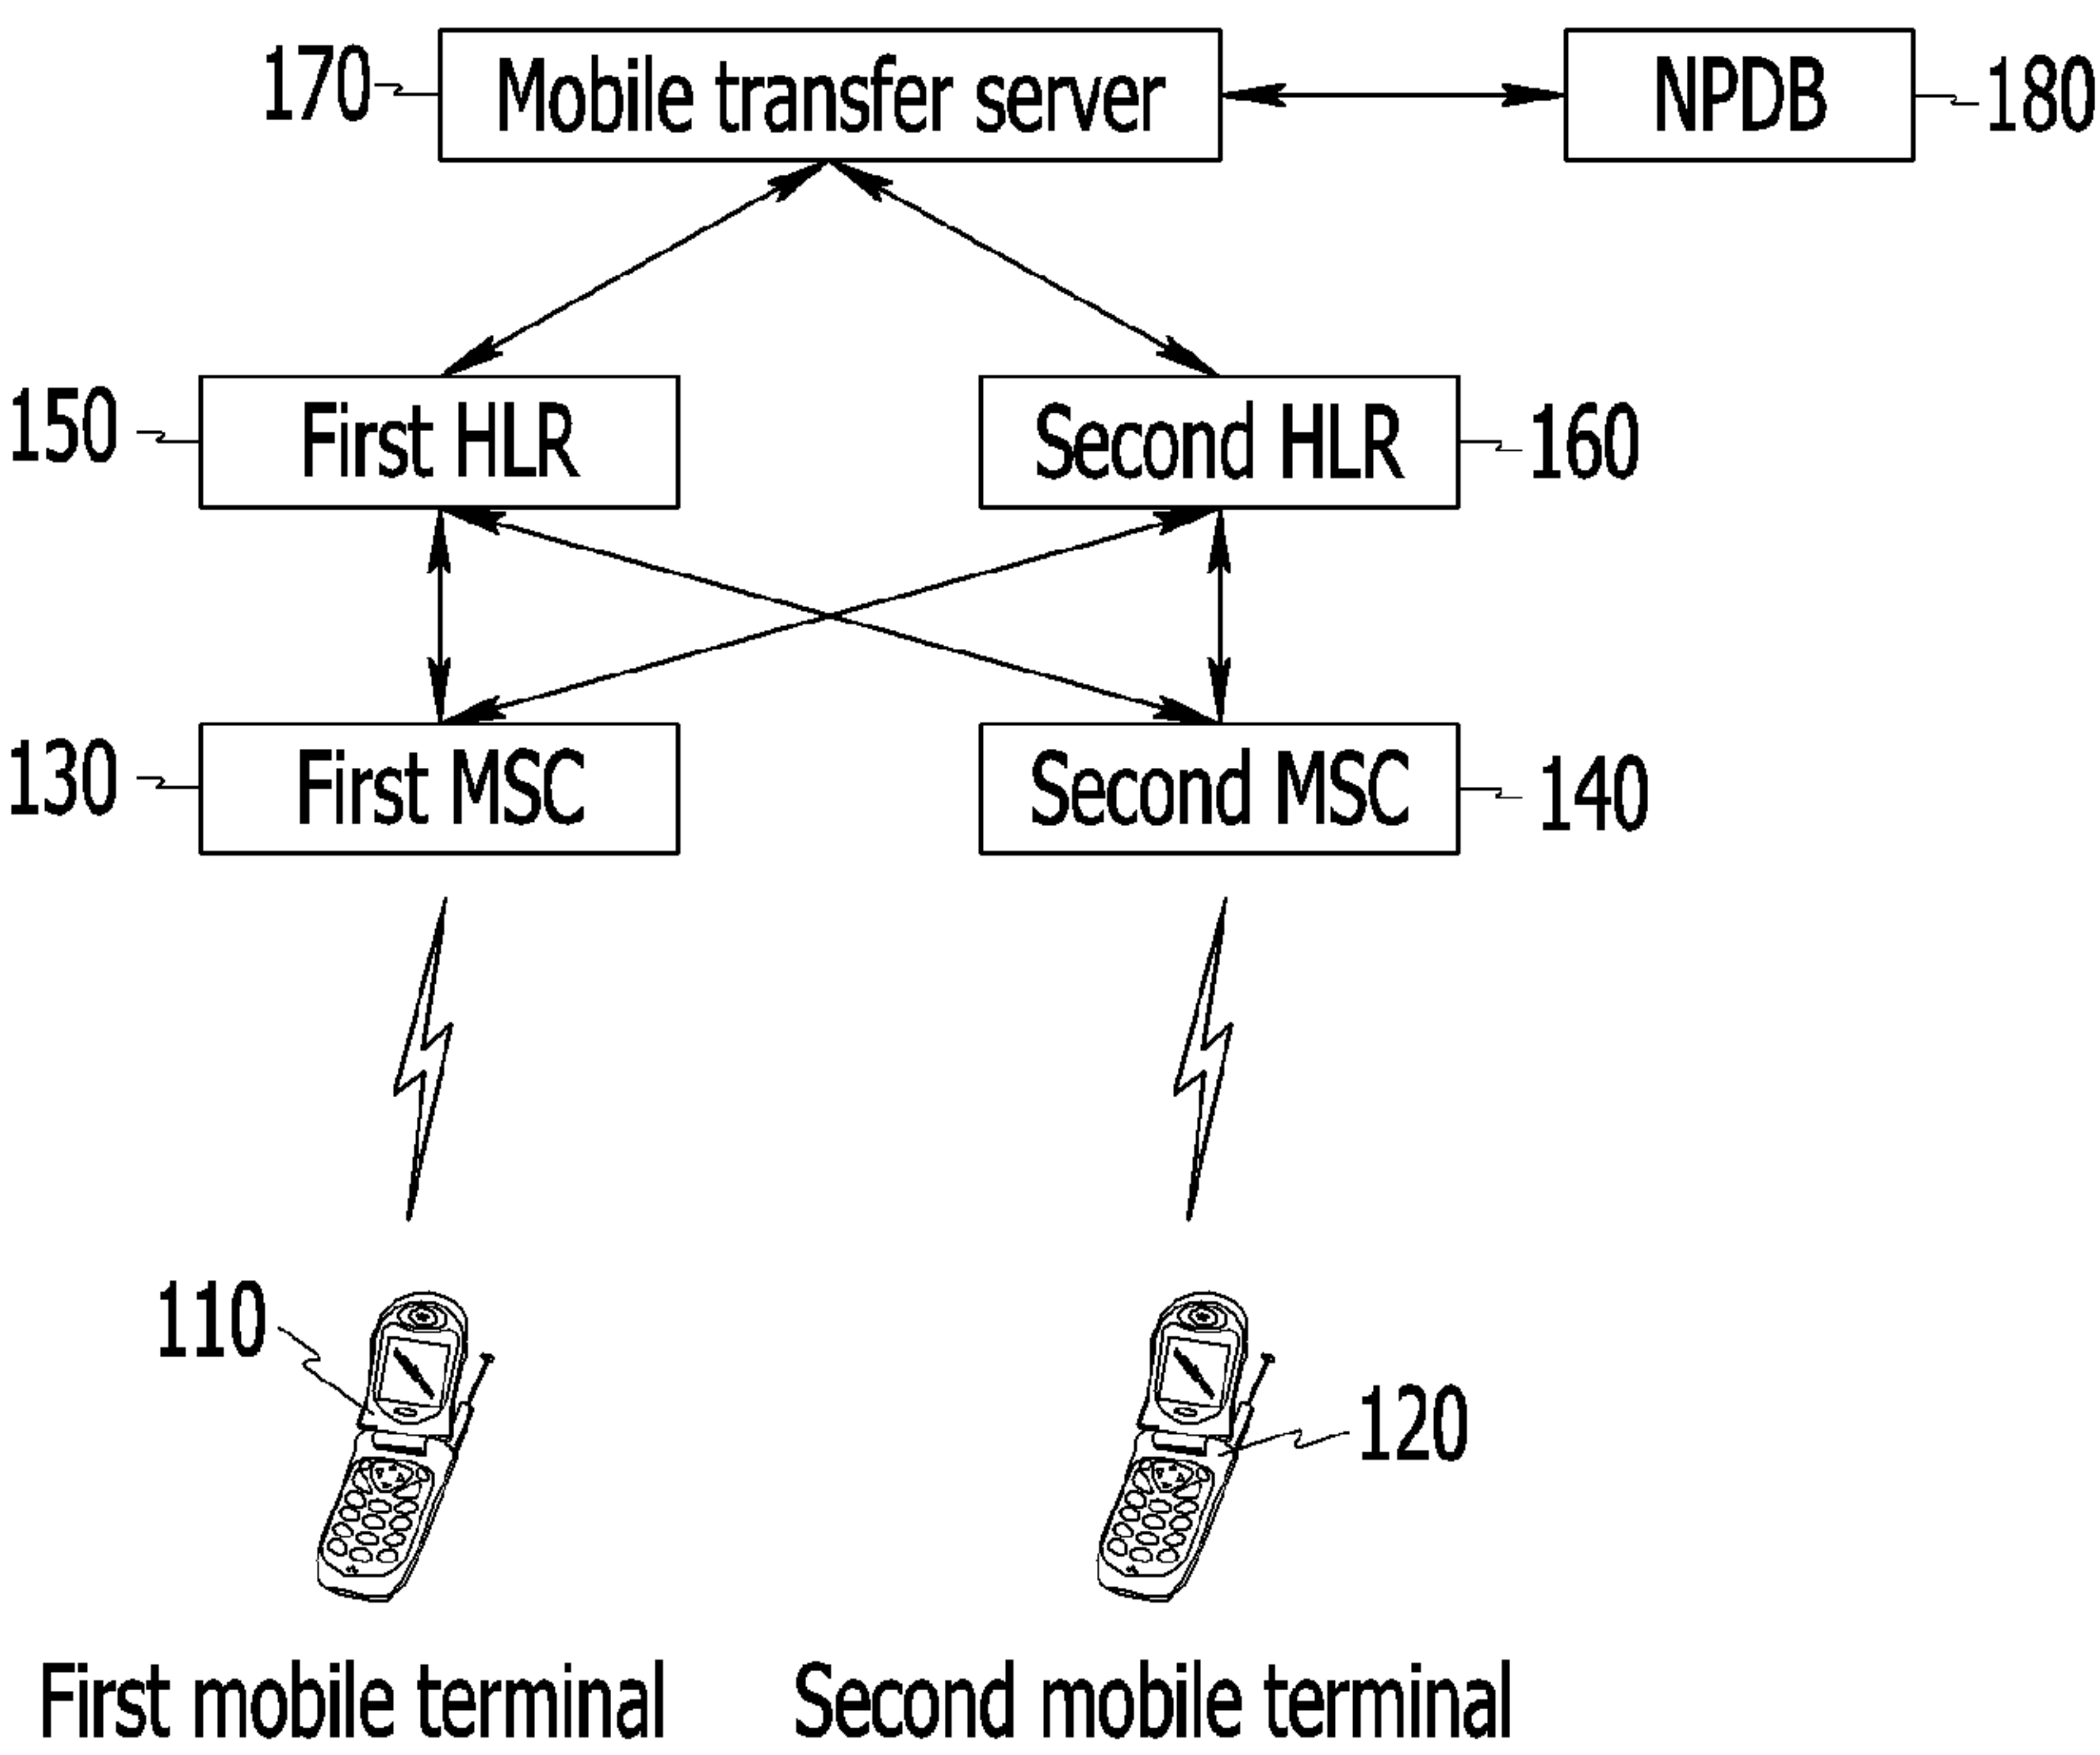 170 Mobile transfer server NPDB 180
150 First HLR Second HLR 160
130 First MSC Second MSC 140
110
120
First mobile terminal Second mobile terminal